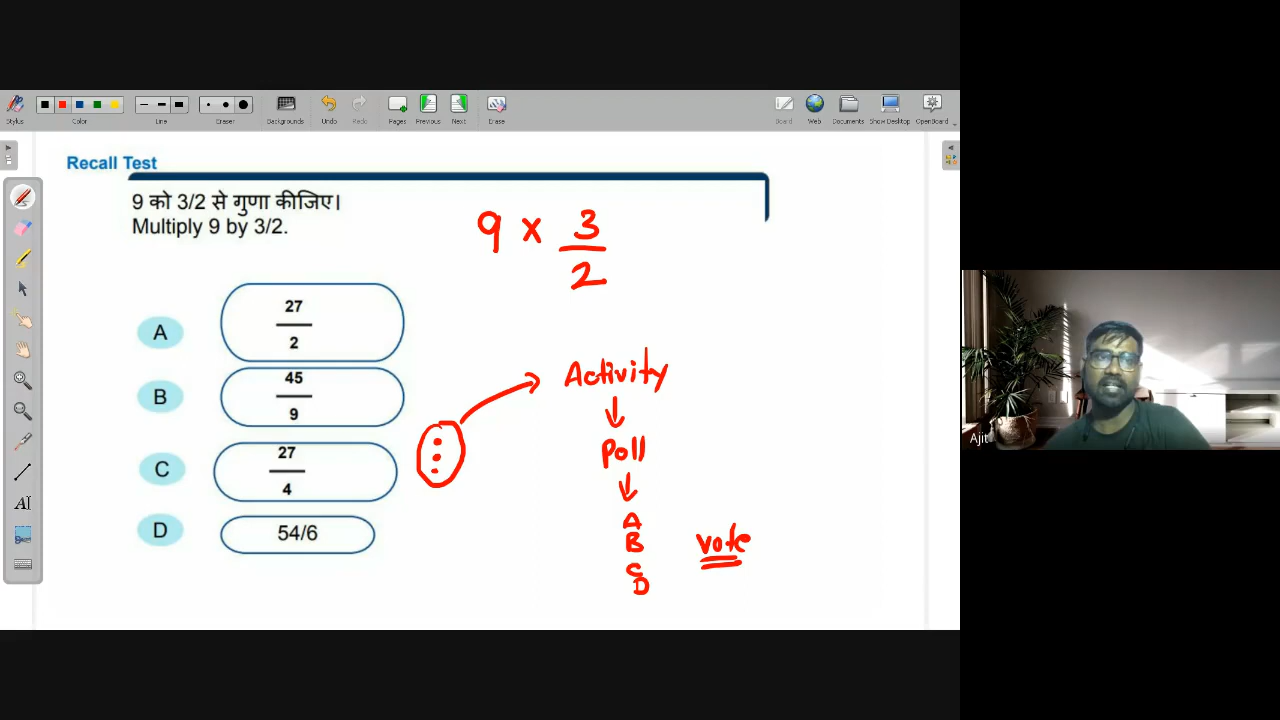 Stylus
Color
Line
Eraser
Backgrounds
Undo
Redo
Pages
Previous
Next
Erase
Board
Web
Documents
Show Desktop
OpenBoard
Recall Test
9 को 3/2 से गुणा कीजिए।
Multiply 9 by 3/2.
9 × 3
2
A
27
2
B
45
9
C
27
4
D
54/6
Activity
Poll
A
B
C
D
vote
AI
Ajit